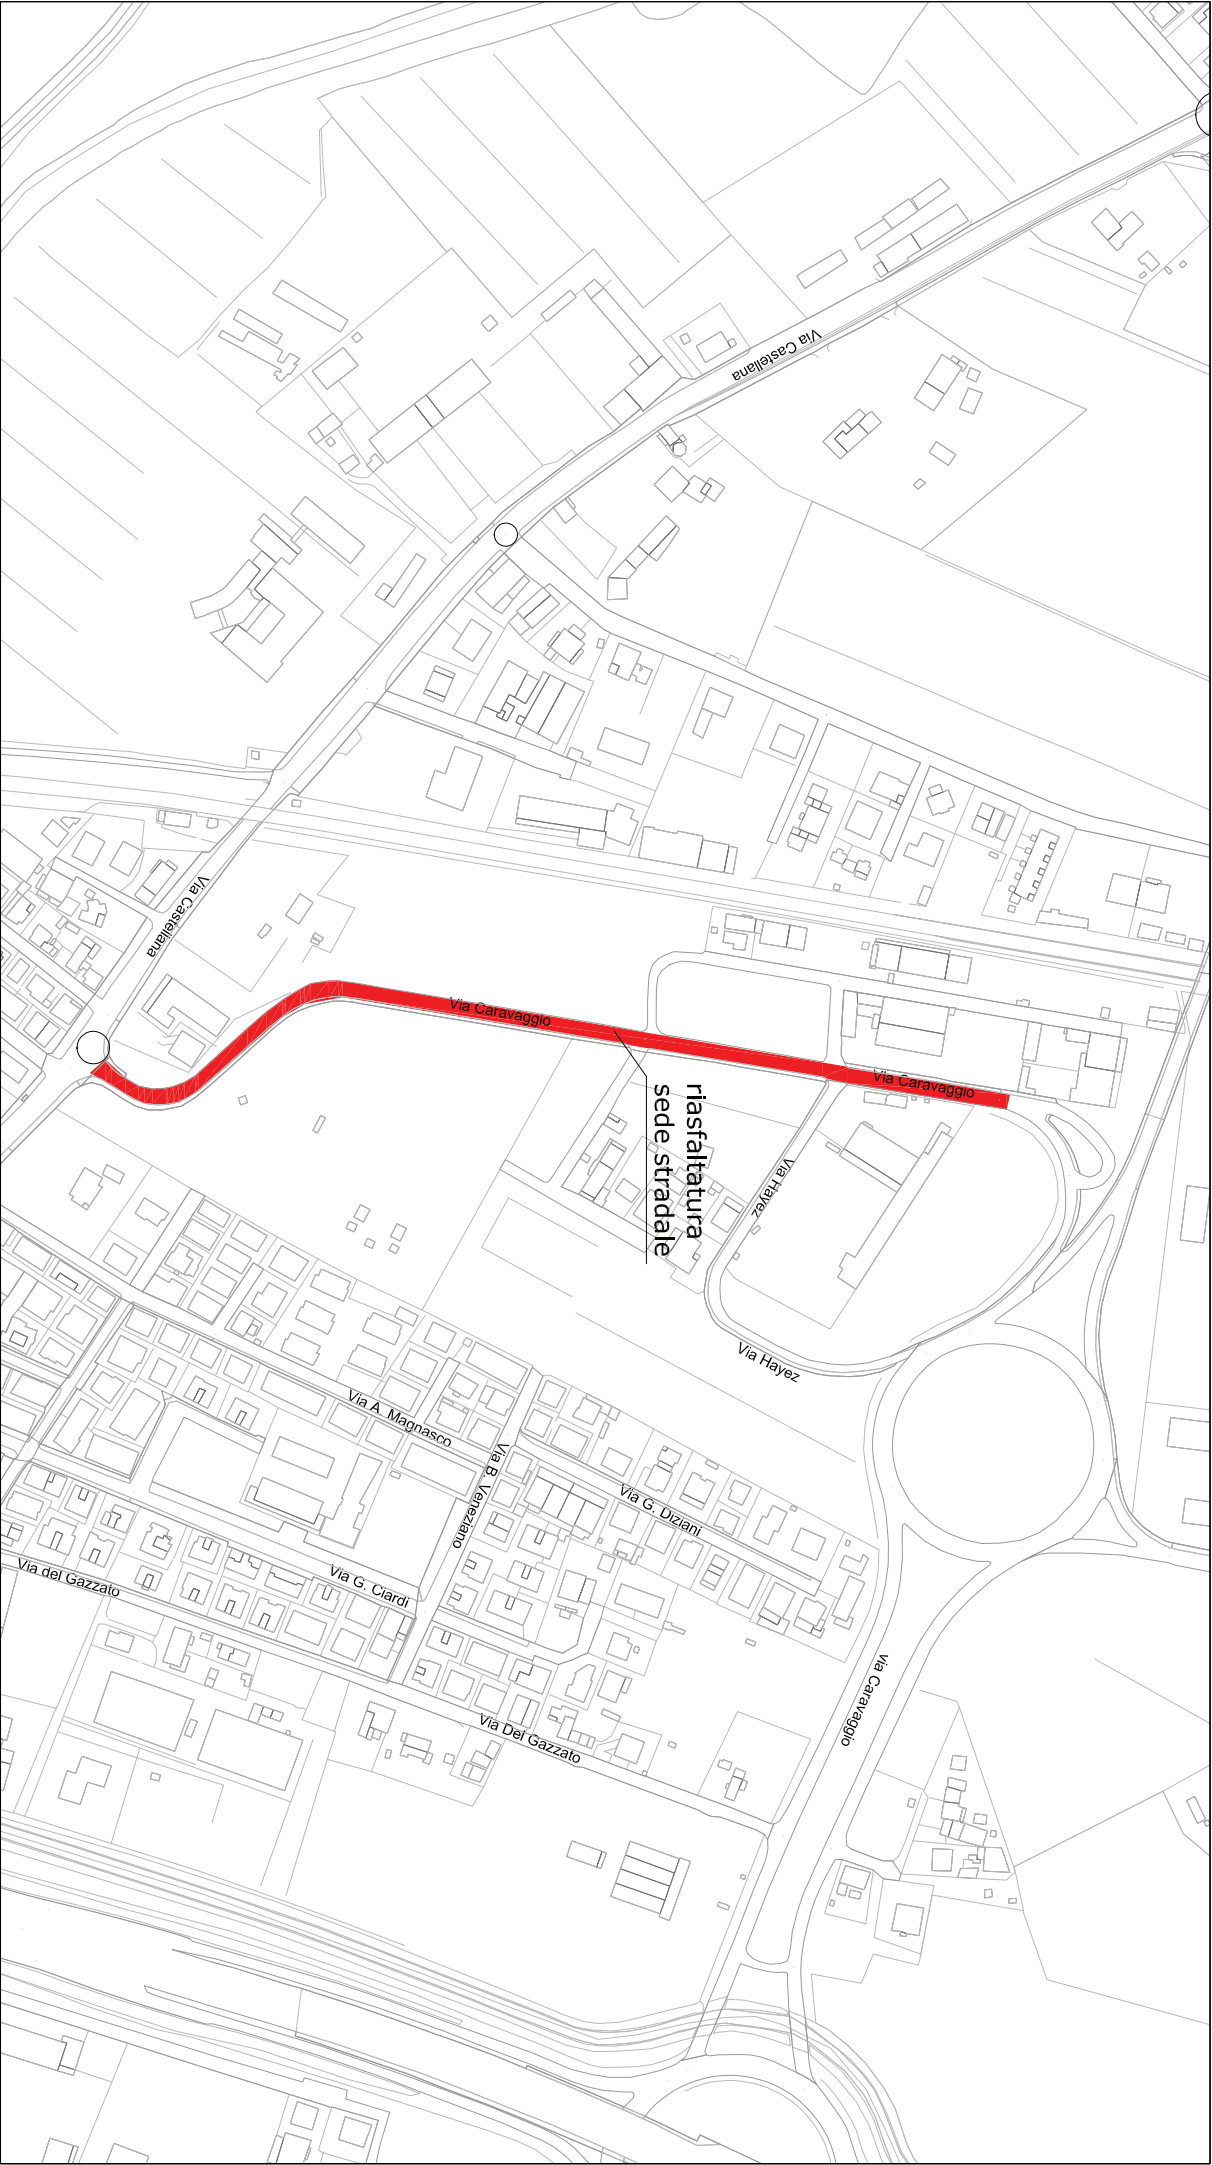 Via Castellana
Via Castellana
Via Caravaggio
Via Caravaggio
riasfaltatura
sede stradale
Via Hayez
Via Hayez
Via A. Magnasco
Via B. Veneziano
Via G. Diziani
Via G. Ciardi
Via del Gazzato
via Caravaggio
Via Del Gazzato